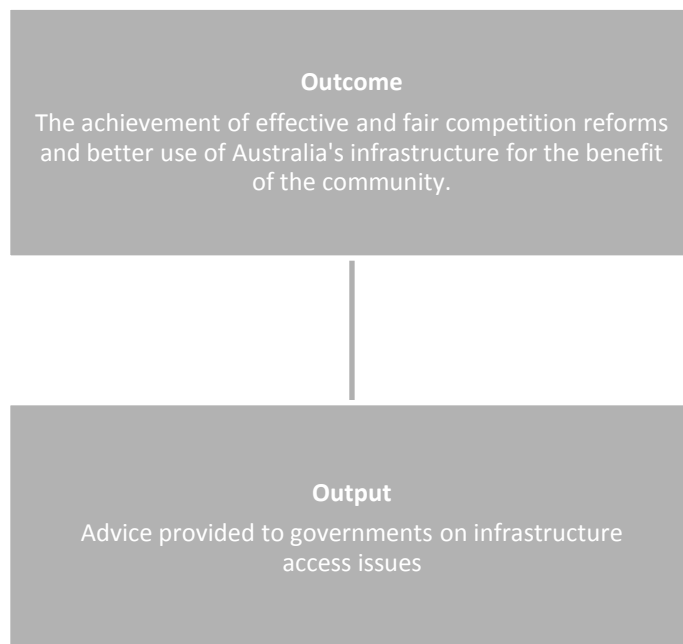 Outcome
The achievement of effective and fair competition reforms
and better use of Australia's infrastructure for the benefit
of the community.
Output
Advice provided to governments on infrastructure
access issues